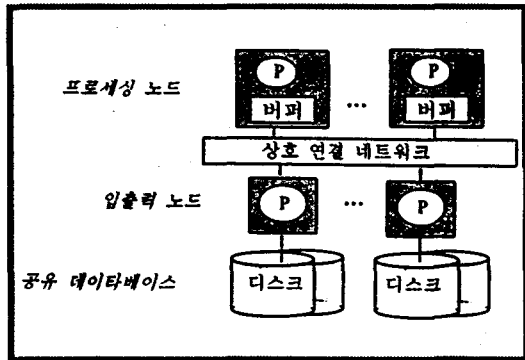 P P
프로세싱 노드
버퍼 ... 버퍼
상호 연결 네트워크
입출력 노드 P ... P
공유 데이타베이스 디스크 디스크